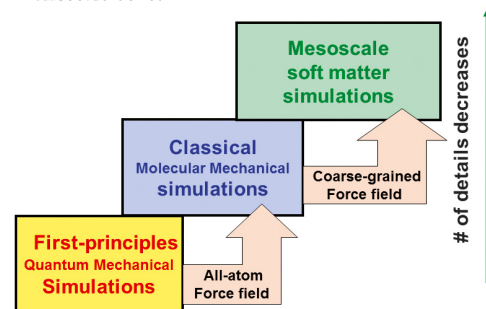 Mesoscale
soft matter
simulations
Classical
Molecular Mechanical
simulations
Coarse-grained
Force field
First-principles
Quantum Mechanical
Simulations
All-atom
Force field
# of details decreases